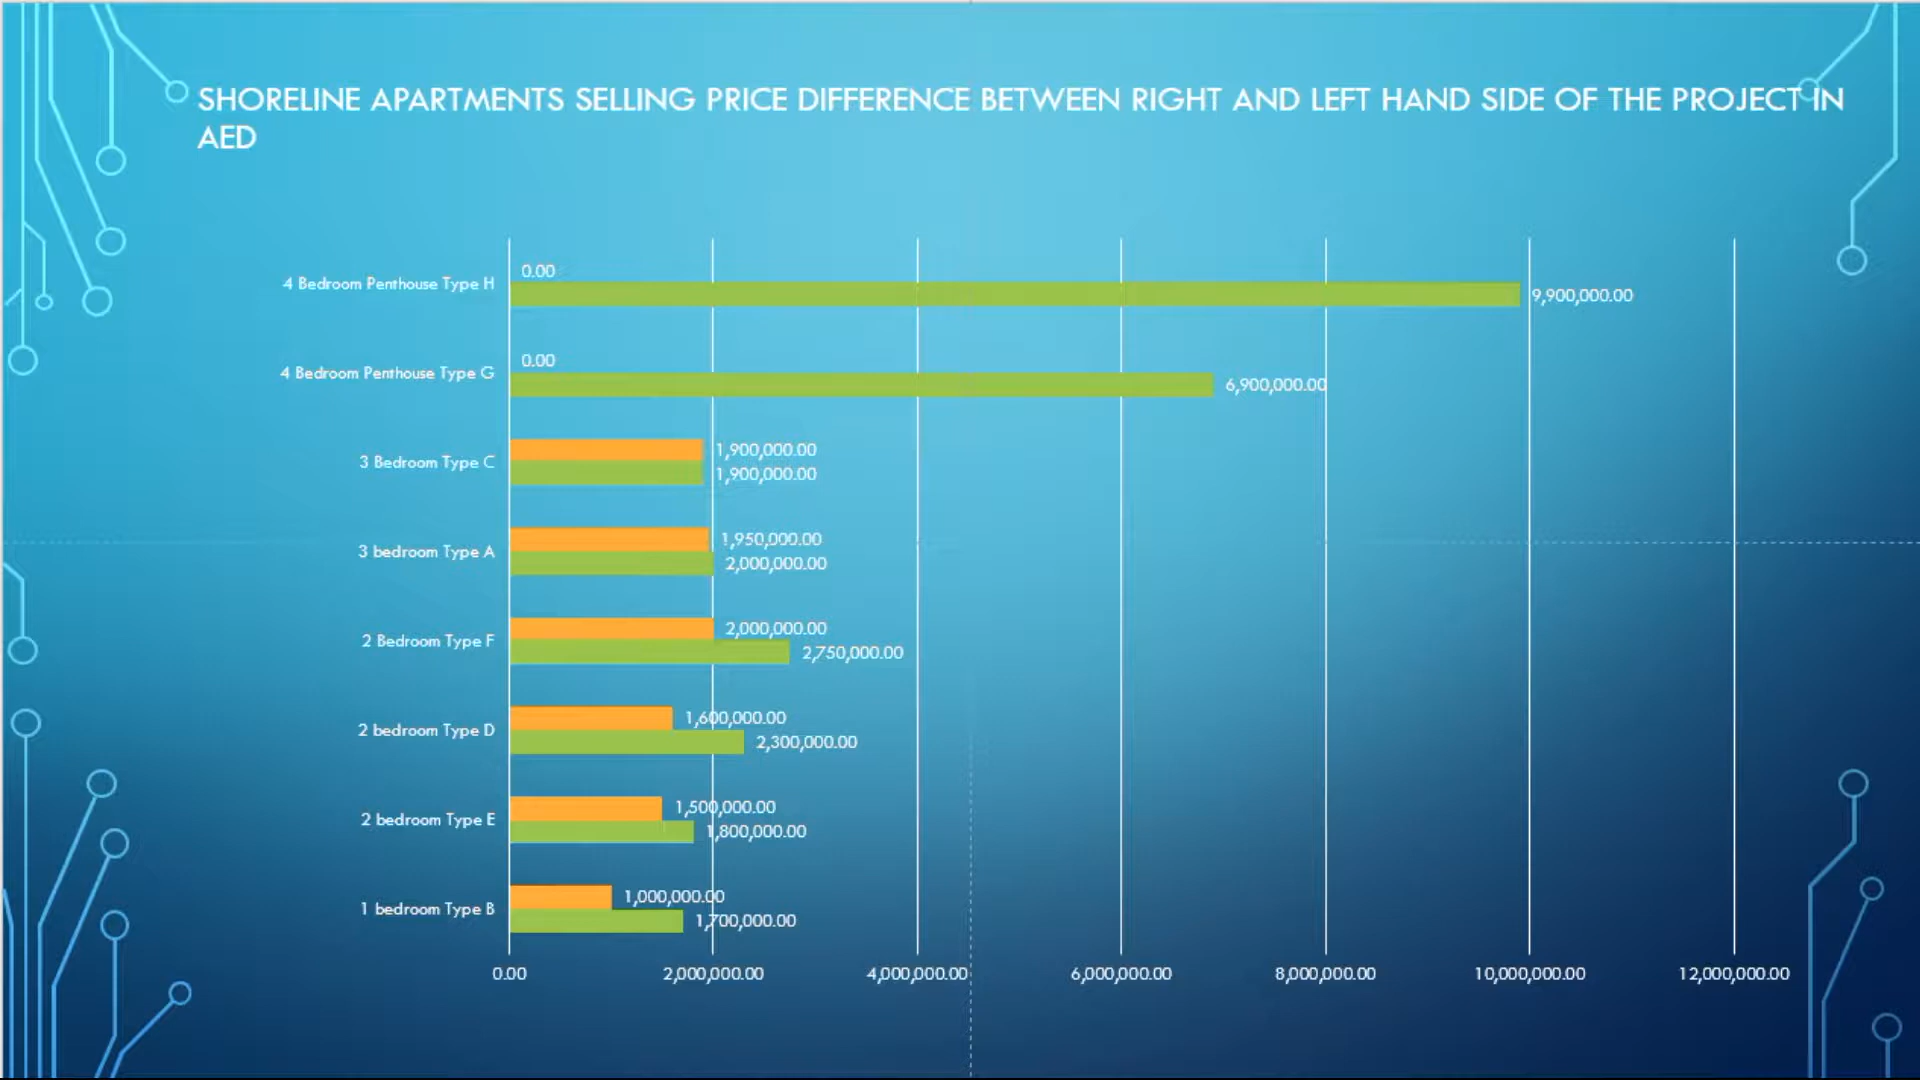 SHORELINE APARTMENTS SELLING PRICE DIFFERENCE BETWEEN RIGHT AND LEFT HAND SIDE OF THE PROJECT IN
AED
4 Bedroom Penthouse Type H
0.00
9,900,000.00
4 Bedroom Penthouse Type G
0.00
6,900,000.00
3 Bedroom Type C
1,900,000.00
1,900,000.00
3 bedroom Type A
1,950,000.00
2,000,000.00
2 Bedroom Type F
2,000,000.00
2,750,000.00
2 bedroom Type D
1,600,000.00
2,300,000.00
2 bedroom Type E
1,500,000.00
1,800,000.00
1 bedroom Type B
1,000,000.00
1,700,000.00
0.00 2,000,000.00 4,000,000.00 6,000,000.00 8,000,000.00 10,000,000.00 12,000,000.00